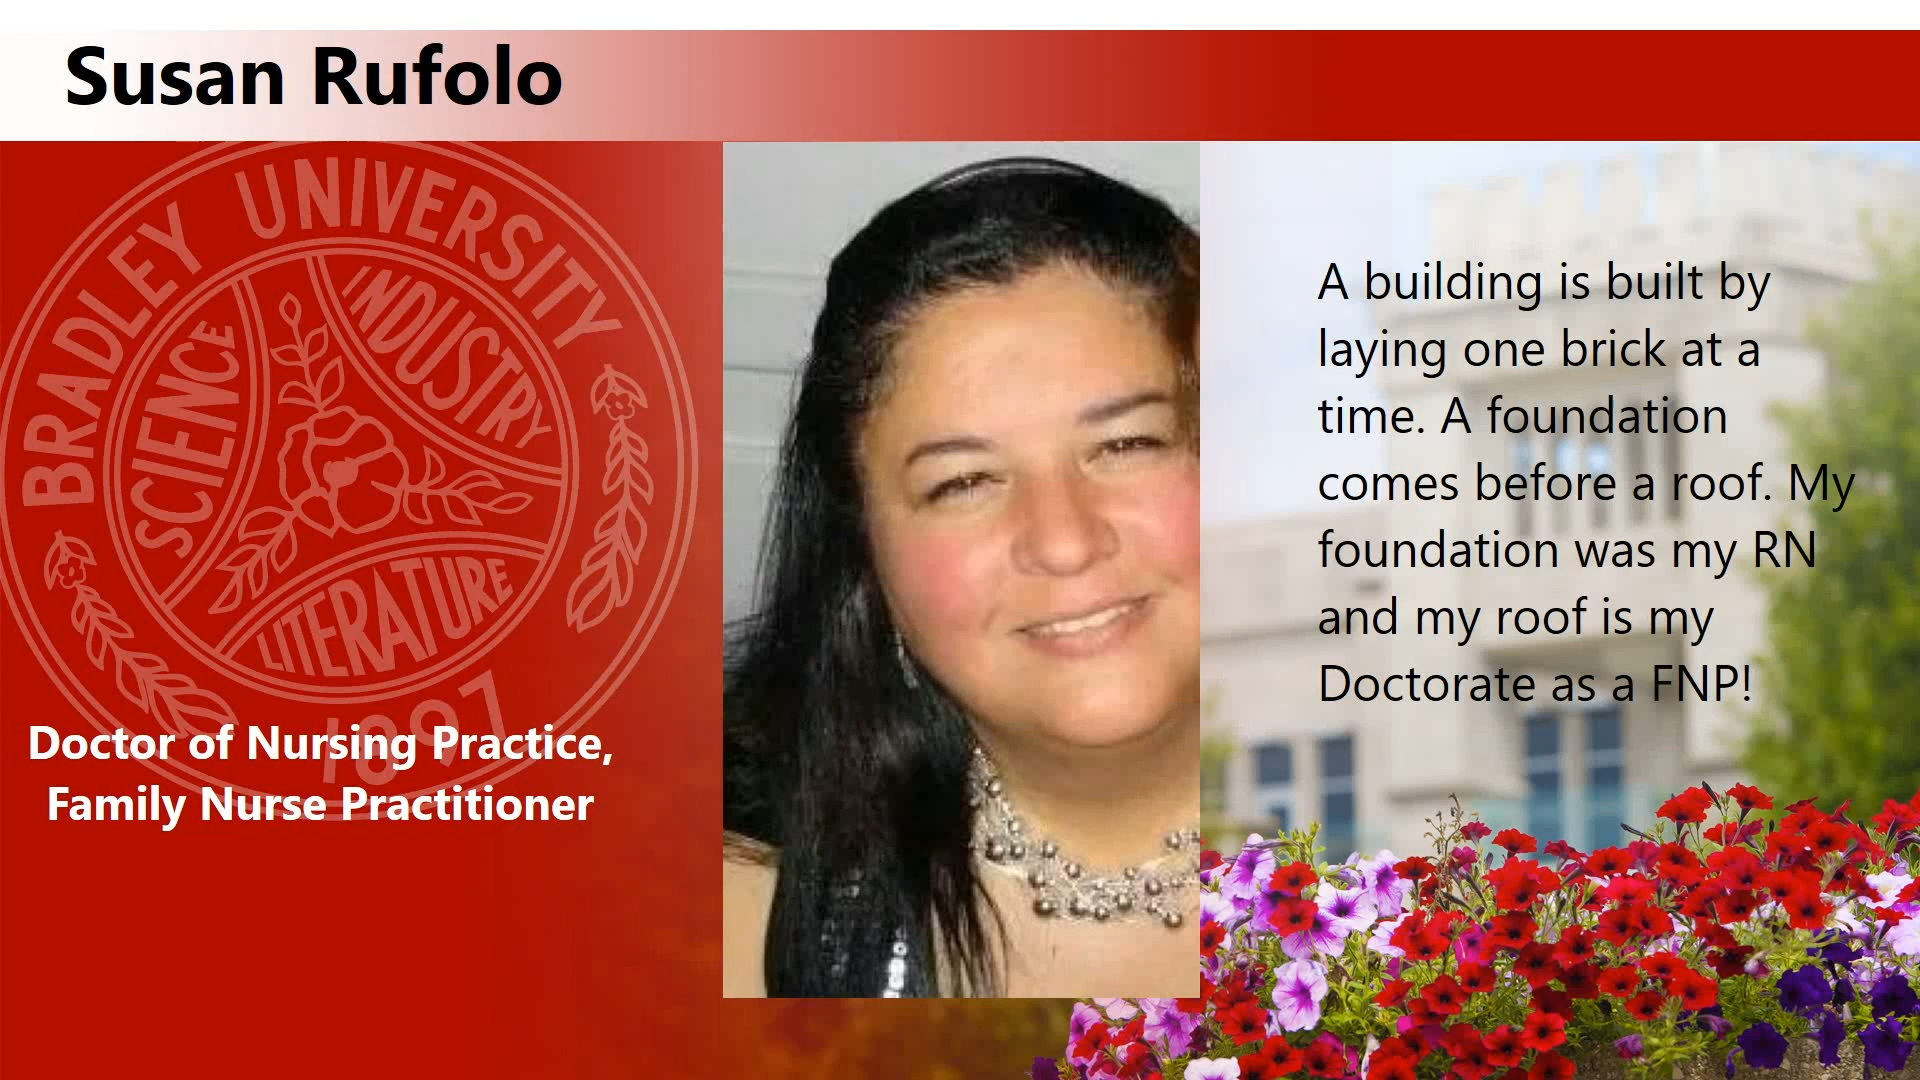 Susan Rufolo
BRADLEY UNIVERSITY
SCIENCE
INDUSTRY
LITERATURE
1897
Doctor of Nursing Practice,
Family Nurse Practitioner
A building is built by
laying one brick at a
time. A foundation
comes before a roof. My
foundation was my RN
and my roof is my
Doctorate as a FNP!